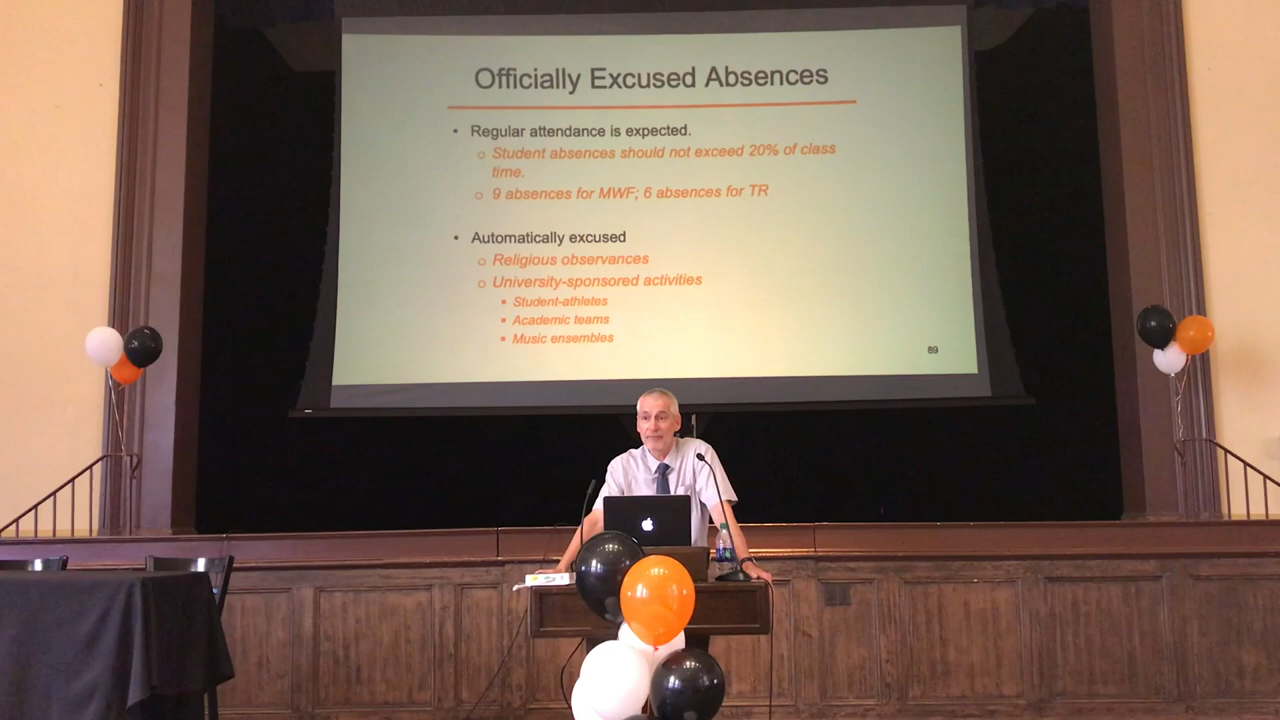 Officially Excused Absences
• Regular attendance is expected.
o Student absences should not exceed 20% of class
time.
o 9 absences for MWF; 6 absences for TR
• Automatically excused
o Religious observances
o University-sponsored activities
▪ Student-athletes
▪ Academic teams
▪ Music ensembles
89